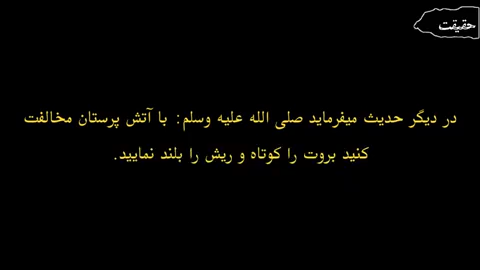 حقیقت
در دیگر حدیث میفرماید صلی الله علیه وسلم: با آتش پرستان مخالفت
کنید بروت را کوتاه و ریش را بلند نمایید.